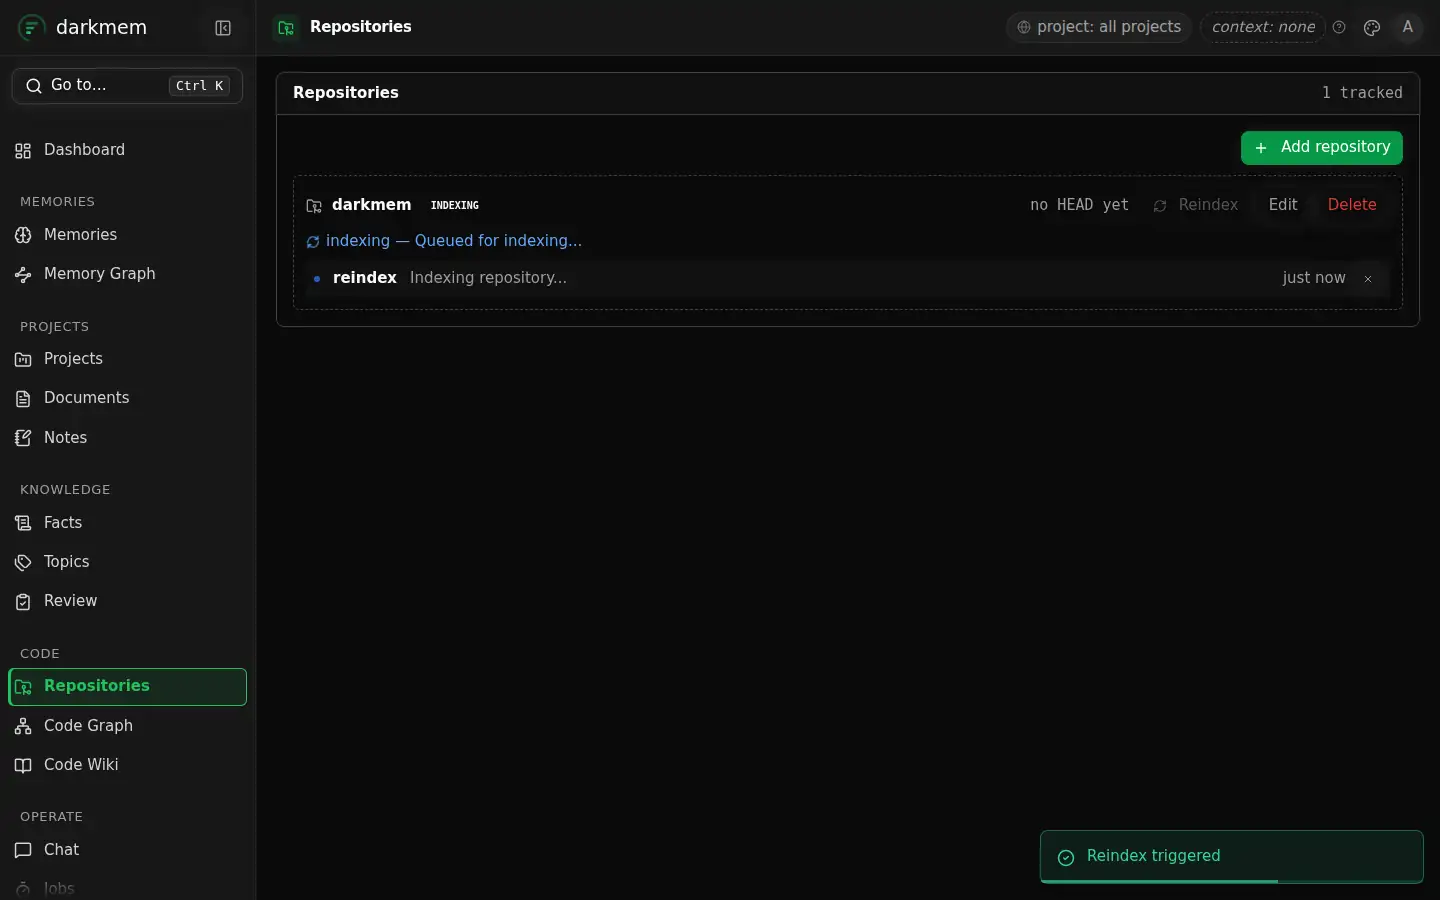 darkmem
Repositories
project: all projects
context: none
A
Go to...
Ctrl K
Dashboard
MEMORIES
Memories
Memory Graph
PROJECTS
Projects
Documents
Notes
KNOWLEDGE
Facts
Topics
Review
CODE
Repositories
Code Graph
Code Wiki
OPERATE
Chat
Jobs
Repositories
1 tracked
+ Add repository
darkmem INDEXING
no HEAD yet
Reindex
Edit
Delete
indexing — Queued for indexing...
reindex Indexing repository...
just now ×
Reindex triggered